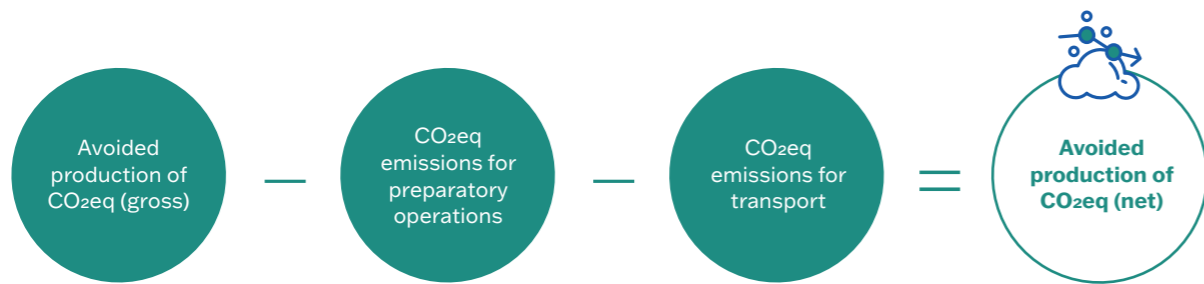 Avoided
production of
CO₂eq (gross)
—
CO₂eq
emissions for
preparatory
operations
—
CO₂eq
emissions for
transport
=
Avoided
production of
CO₂eq (net)